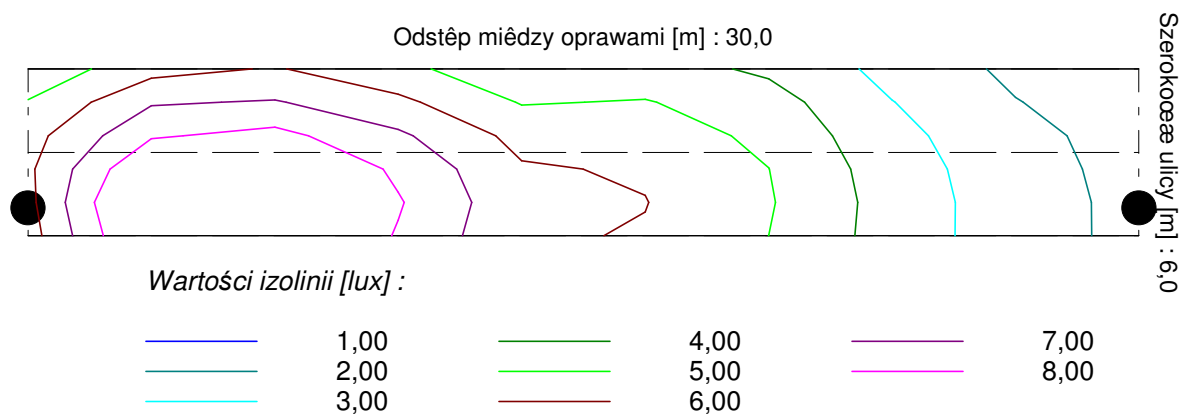 Odstêp miêdzy oprawami [m] : 30,0
Szerokoœæ ulicy [m] : 6,0
Wartości izolinii [lux] :
1,00 4,00 7,00
2,00 5,00 8,00
3,00 6,00